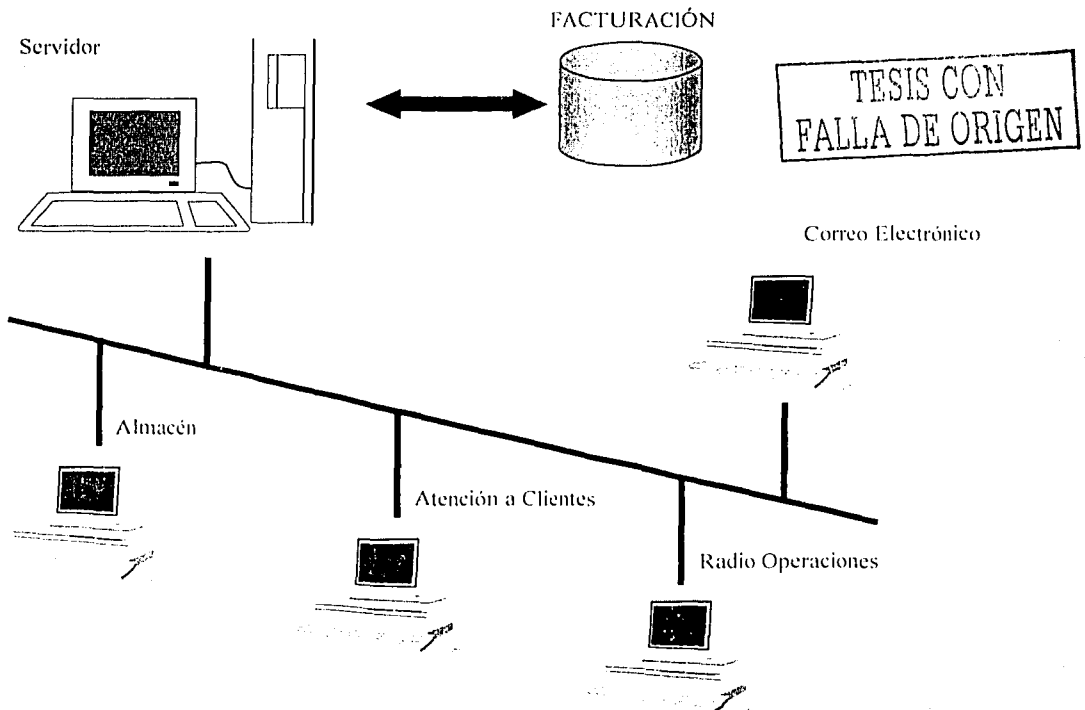 FACTURACIÓN
Servidor
TESIS CON
FALLA DE ORIGEN
Correo Electrónico
Almacén
Atención a Clientes
Radio Operaciones